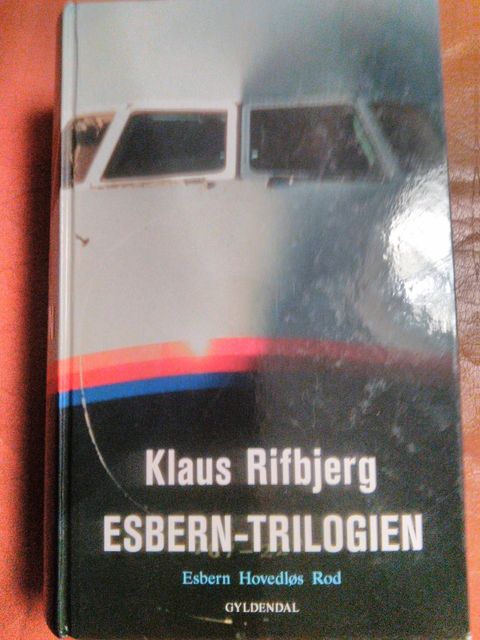 Klaus Rifbjerg
ESBERN-TRILOGIEN
Esbern Hovedløs Rod
GYLDENDAL